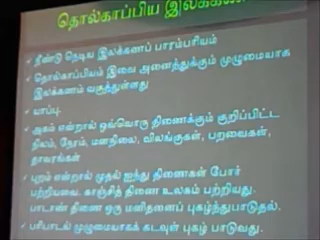 தொல்காப்பிய இலக்கண
நீண்டு நெடிய இலக்கணப் பாரம்பரியம்
தொல்காப்பியம் இவை அனைத்துக்கும் முழுமையாக
இலக்கணம் வகுத்துள்ளது
யாப்பு.
அகம் என்றால் ஒவ்வொரு திணைக்கும் குறிப்பிட்ட
நிலம், நேரம், மனநிலை, விலங்குகள், பறவைகள்,
தாவரங்கள்
புறம் என்றால் முதல் ஐந்து திணைகள் போர்
பற்றியவை. காஞ்சித் திணை உலகம் பற்றியது.
பாடாண் திணை ஒரு மனிதனைப் புகழ்ந்துபாடுதல்.
பரிபாடல் முழுமையாகக் கடவுள் புகழ் பாடுவது.